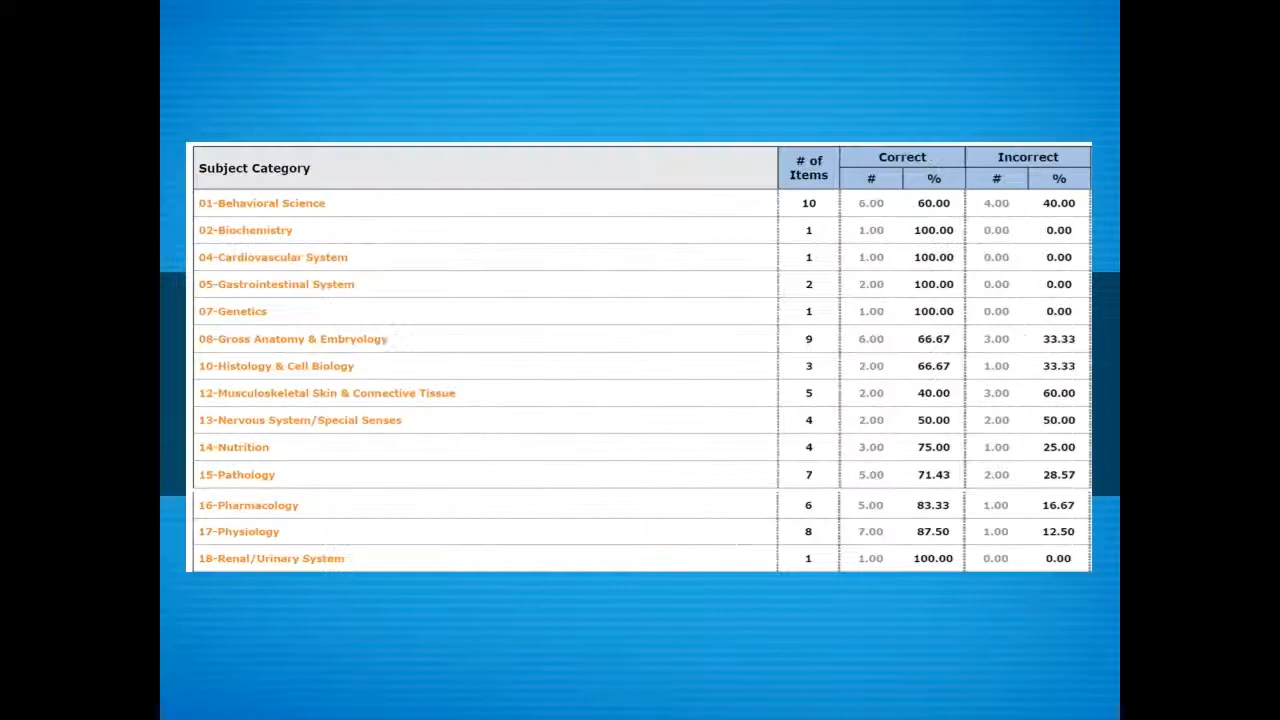 Subject Category # of Items Correct Incorrect
# % # %
01-Behavioral Science 10 6.00 60.00 4.00 40.00
02-Biochemistry 1 1.00 100.00 0.00 0.00
04-Cardiovascular System 1 1.00 100.00 0.00 0.00
05-Gastrointestinal System 2 2.00 100.00 0.00 0.00
07-Genetics 1 1.00 100.00 0.00 0.00
08-Gross Anatomy & Embryology 9 6.00 66.67 3.00 33.33
10-Histology & Cell Biology 3 2.00 66.67 1.00 33.33
12-Musculoskeletal Skin & Connective Tissue 5 2.00 40.00 3.00 60.00
13-Nervous System/Special Senses 4 2.00 50.00 2.00 50.00
14-Nutrition 4 3.00 75.00 1.00 25.00
15-Pathology 7 5.00 71.43 2.00 28.57
16-Pharmacology 6 5.00 83.33 1.00 16.67
17-Physiology 8 7.00 87.50 1.00 12.50
18-Renal/Urinary System 1 1.00 100.00 0.00 0.00